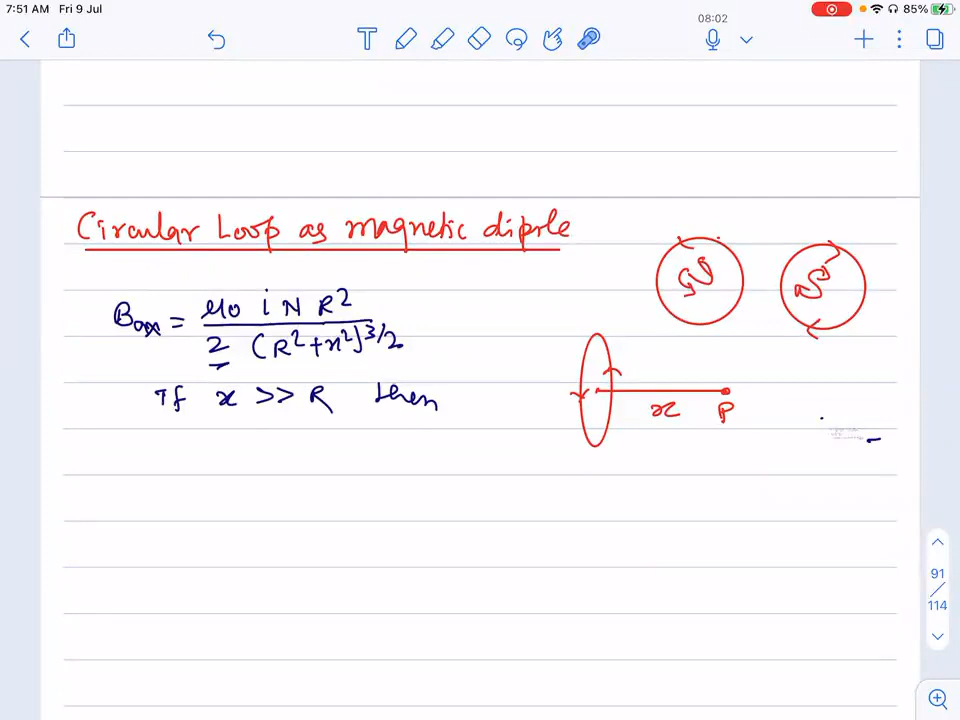 7:51 AM Fri 9 Jul
85%
08:02
Circular Loop as magnetic dipole
N
S
Bax = μ0 i N R² / 2 (R²+x²)^3/2
If x >> R then
x P
91
/
114